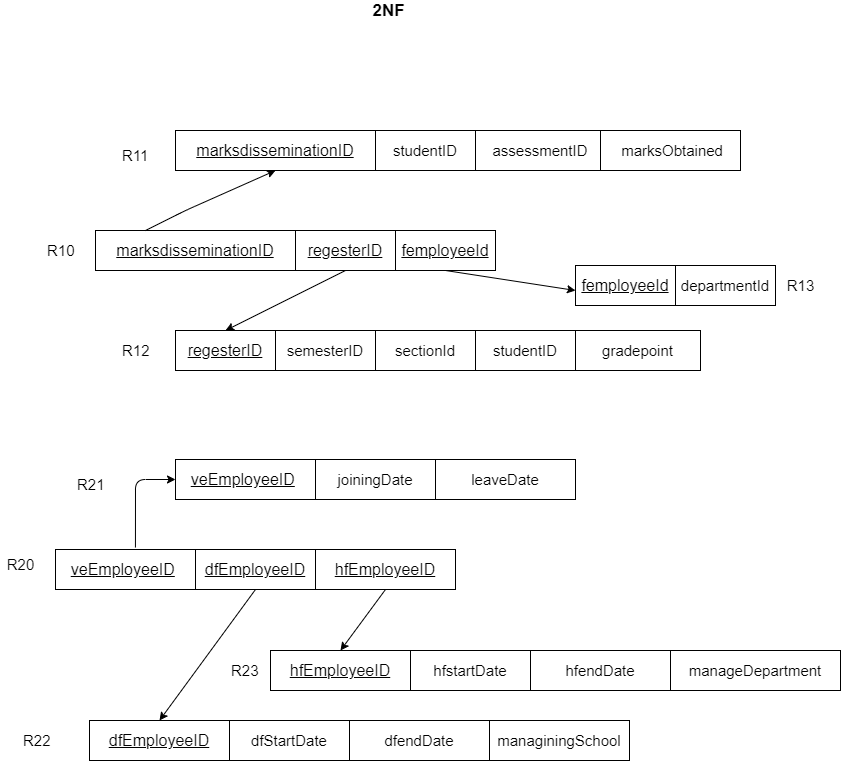 2NF
R11 marksdisseminationID studentID assessmentID marksObtained
R10 marksdisseminationID regesterID femployeeId
femployeeId departmentId R13
R12 regesterID semesterID sectionId studentID gradepoint
R21 veEmployeeID joiningDate leaveDate
R20 veEmployeeID dfEmployeeID hfEmployeeID
R23 hfEmployeeID hfstartDate hfendDate manageDepartment
R22 dfEmployeeID dfStartDate dfendDate managiningSchool